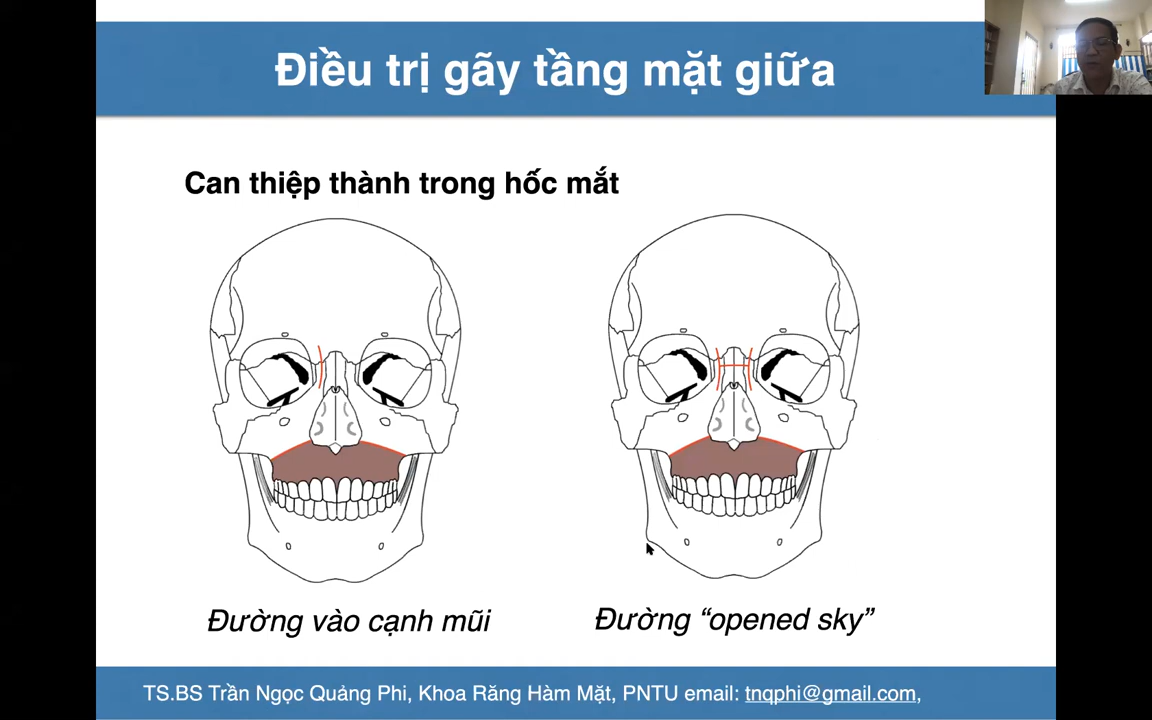 Điều trị gãy tầng mặt giữa
Can thiệp thành trong hốc mắt
Đường vào cạnh mũi
Đường “opened sky”
TS.BS Trần Ngọc Quảng Phi, Khoa Răng Hàm Mặt, PNTU email: tnqphi@gmail.com,